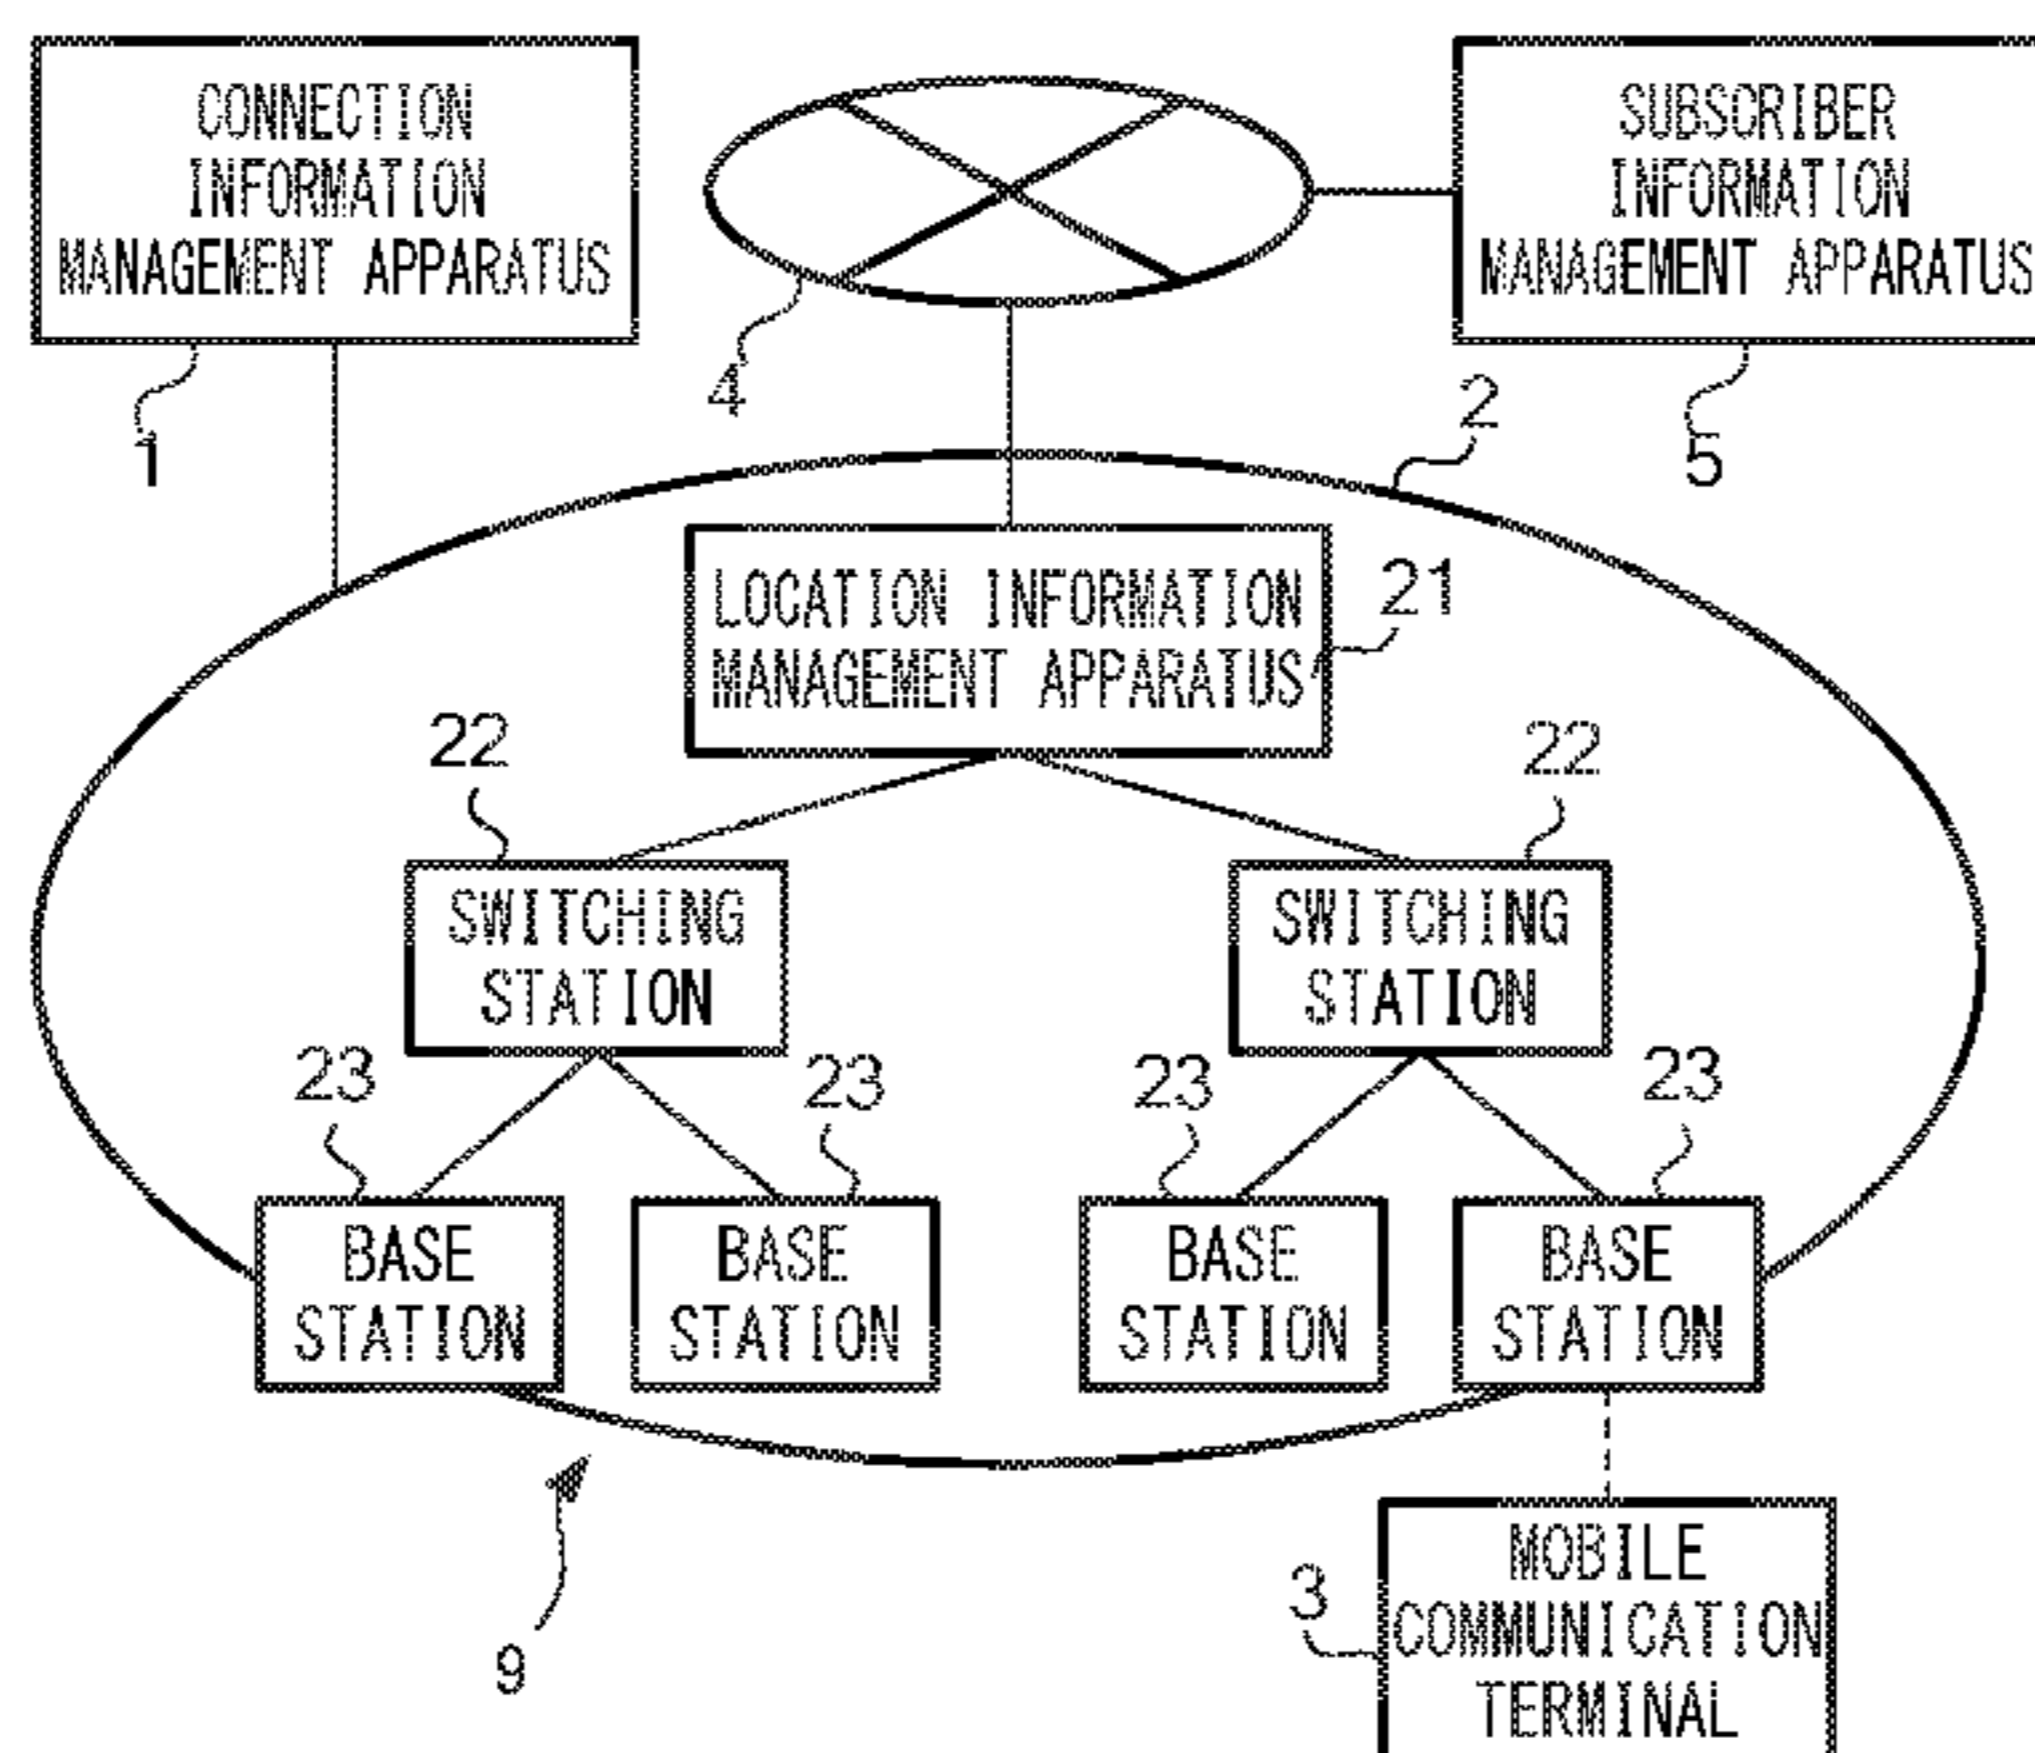 CONNECTION
INFORMATION
MANAGEMENT APPARATUS
SUBSCRIBER
INFORMATION
MANAGEMENT APPARATUS
4
2
1
5
LOCATION INFORMATION
MANAGEMENT APPARATUS
21
22
22
SWITCHING
STATION
SWITCHING
STATION
23
23
23
23
BASE
STATION
BASE
STATION
BASE
STATION
BASE
STATION
9
3
MOBILE
COMMUNICATION
TERMINAL